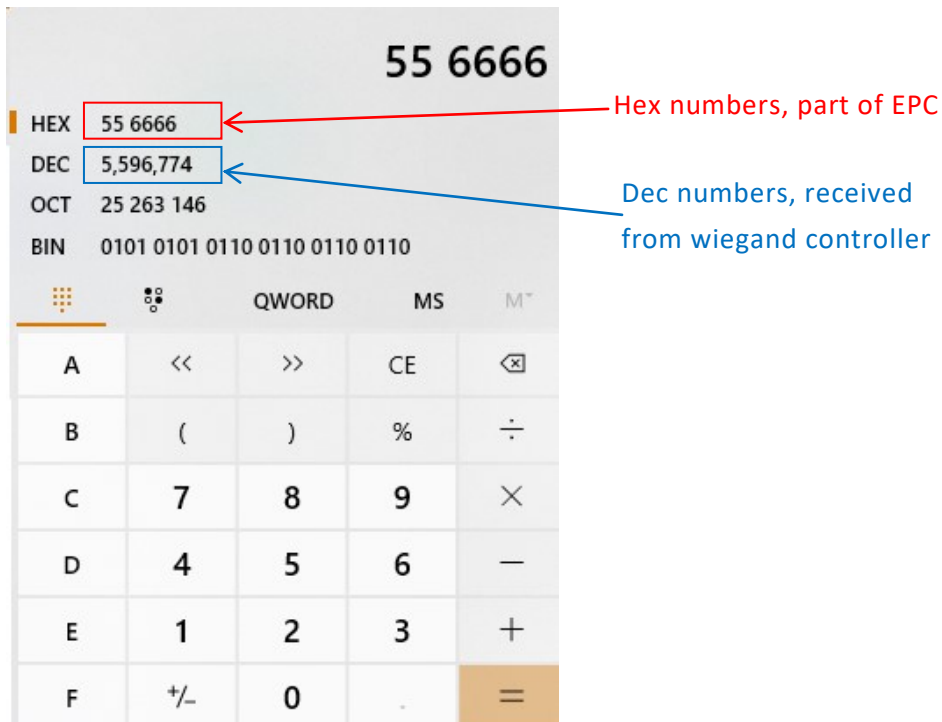 55 6666
Hex numbers, part of EPC
HEX 55 6666
DEC 5,596,774
Dec numbers, received
from wiegand controller
OCT 25 263 146
BIN 0101 0101 0110 0110 0110 0110
QWORD MS M˅
A << >> CE
B ( ) % ÷
C 7 8 9 ×
D 4 5 6 −
E 1 2 3 +
F +/− 0 . =